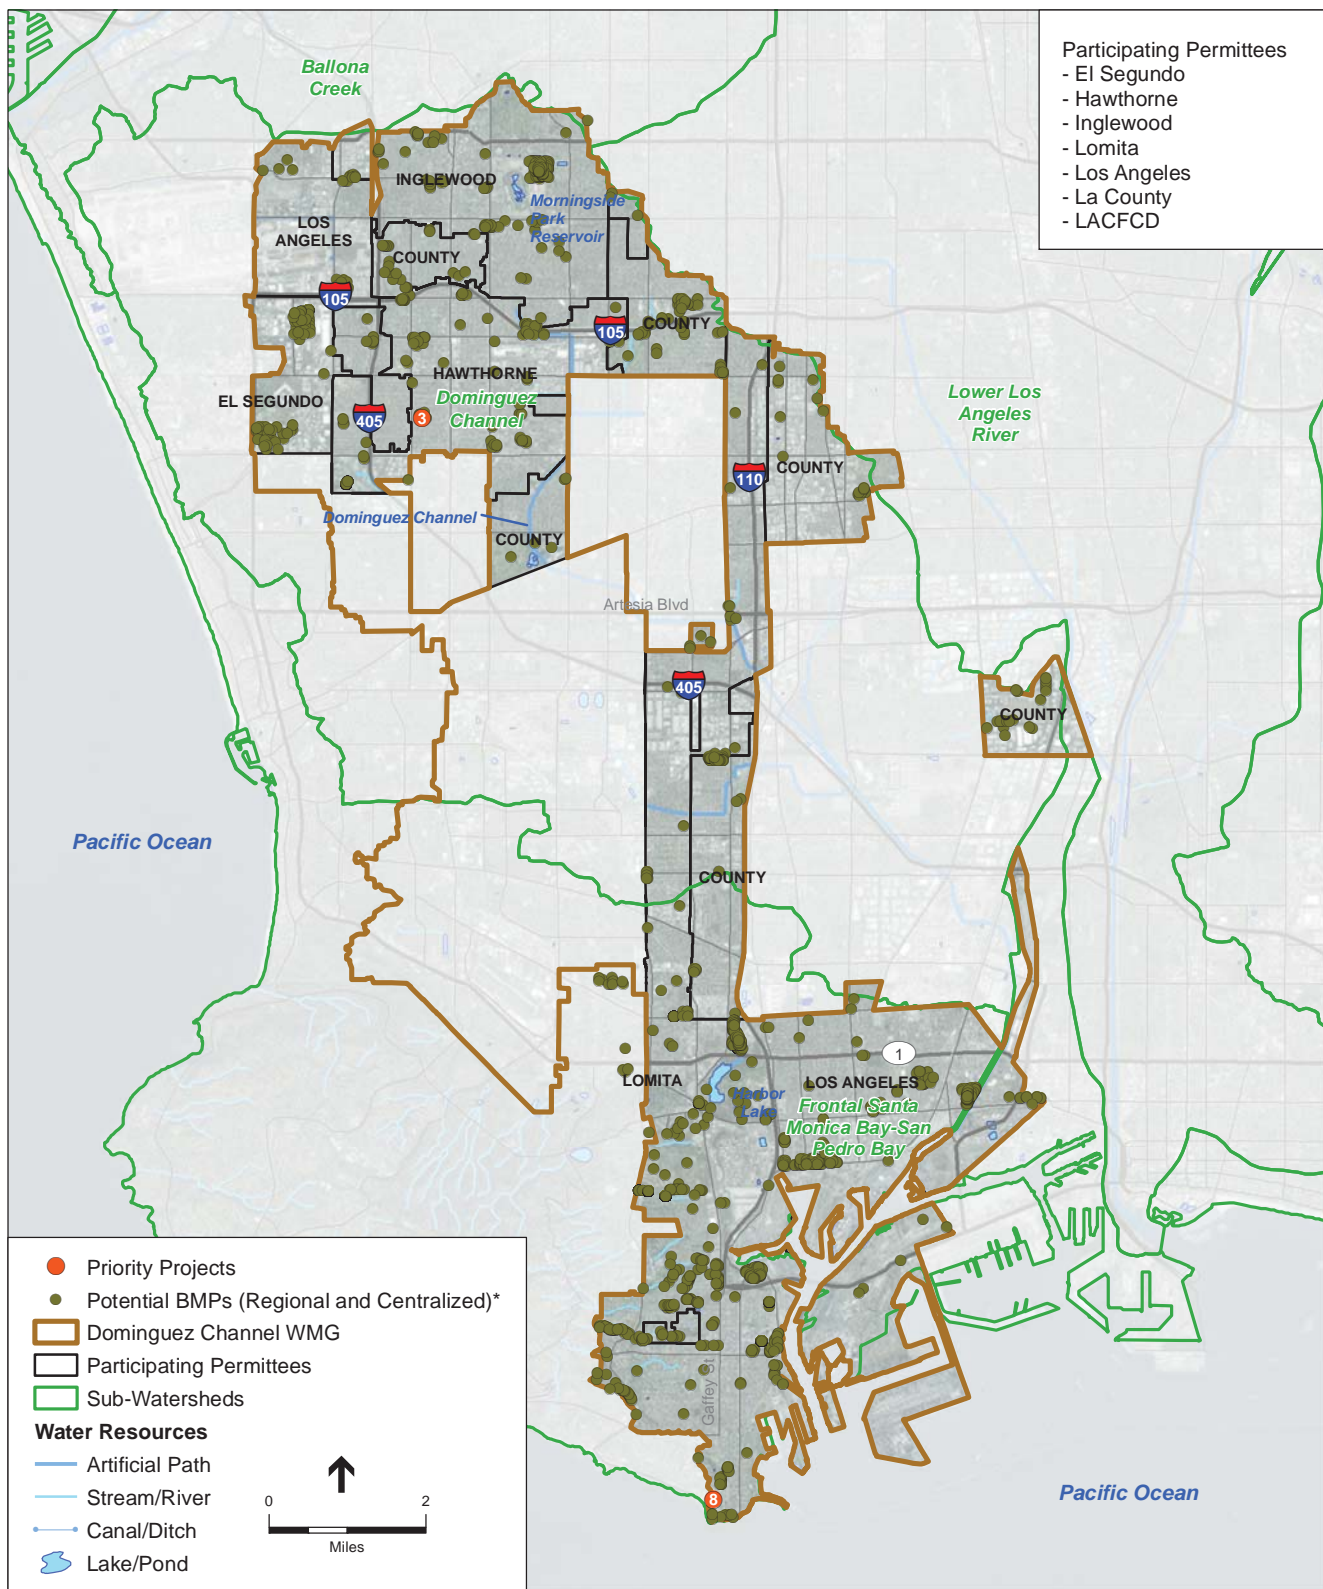 Participating Permittees
- El Segundo
- Hawthorne
- Inglewood
- Lomita
- Los Angeles
- La County
- LACFCD
Ballona
Creek
INGLEWOOD
Morningside
Park
Reservoir
LOS
ANGELES
COUNTY
105
105
COUNTY
HAWTHORNE
EL SEGUNDO
Dominguez
Channel
405
3
Lower Los
Angeles
River
COUNTY
110
Dominguez Channel
COUNTY
Artesia Blvd
405
COUNTY
Pacific Ocean
COUNTY
1
LOMITA
LOS ANGELES
Harbor
Lake
Frontal Santa
Monica Bay-San
Pedro Bay
Gaffey St
8
Pacific Ocean
Priority Projects
Potential BMPs (Regional and Centralized)*
Dominguez Channel WMG
Participating Permittees
Sub-Watersheds
Water Resources
Artificial Path
Stream/River
Canal/Ditch
Lake/Pond
0 2
Miles